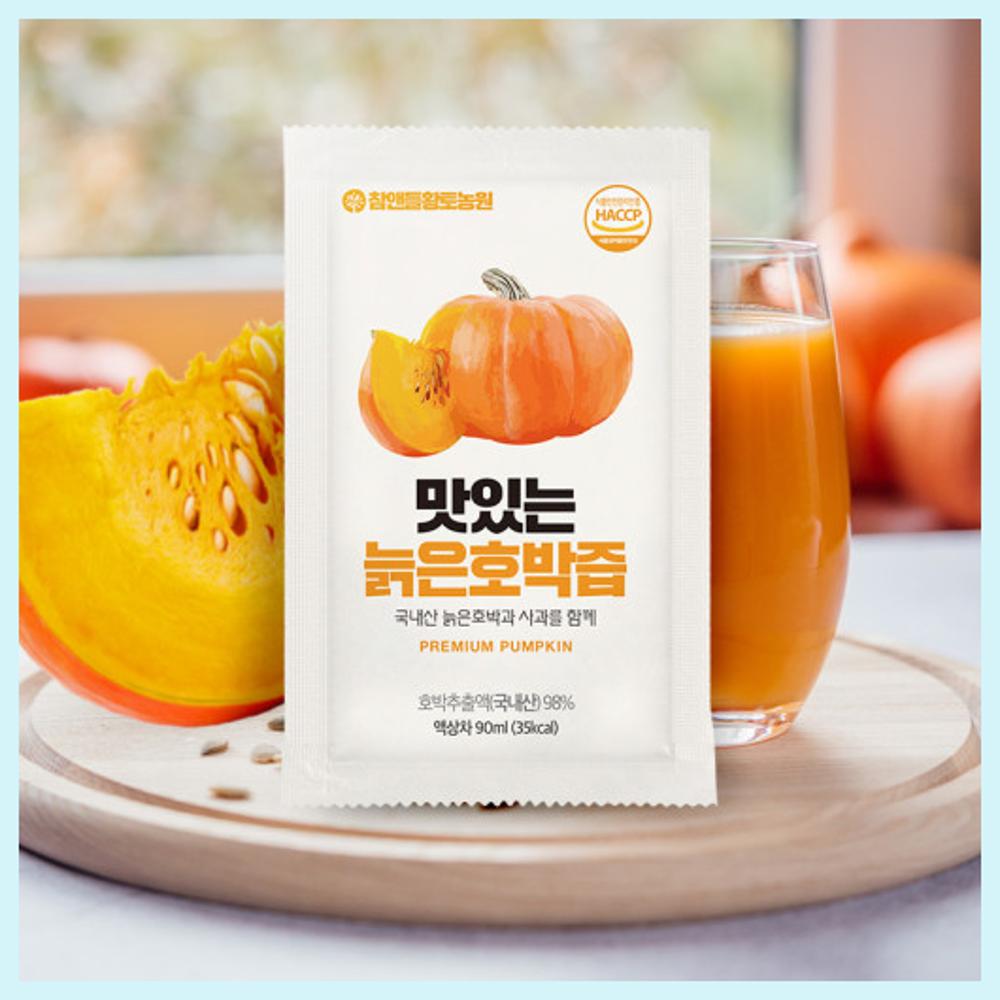 참앤들황토농원
HACCP
맛있는
늙은호박즙
국내산 늙은호박과 사과를 함께
PREMIUM PUMPKIN
호박추출액(국내산) 98%
액상차 90ml (35kcal)